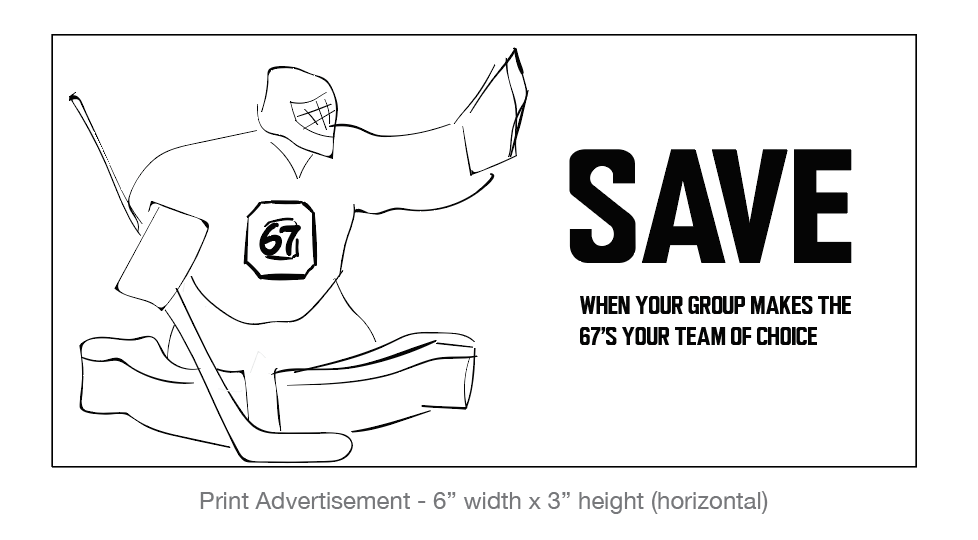 67
SAVE
WHEN YOUR GROUP MAKES THE
67'S YOUR TEAM OF CHOICE
Print Advertisement - 6” width x 3” height (horizontal)